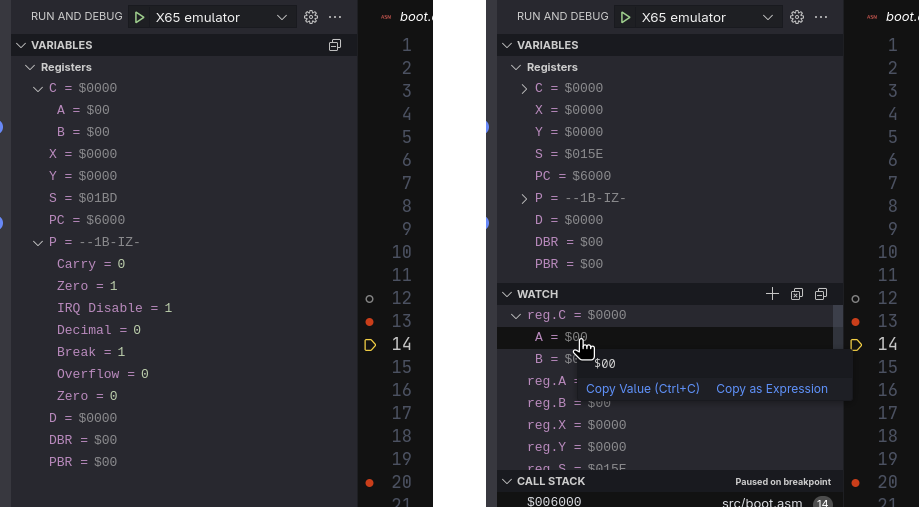 RUN AND DEBUG X65 emulator
VARIABLES
Registers
C = $0000
A = $00
B = $00
X = $0000
Y = $0000
S = $01BD
PC = $6000
P = --1B-IZ-
Carry = 0
Zero = 1
IRQ Disable = 1
Decimal = 0
Break = 1
Overflow = 0
Zero = 0
D = $0000
DBR = $00
PBR = $00
ASM boot.
1
2
3
4
5
6
7
8
9
10
11
12
13
14
15
16
17
18
19
20
21
RUN AND DEBUG X65 emulator
VARIABLES
Registers
C = $0000
X = $0000
Y = $0000
S = $015E
PC = $6000
P = --1B-IZ-
D = $0000
DBR = $00
PBR = $00
WATCH
reg.C = $0000
A = $00
B =
$00
Copy Value (Ctrl+C) Copy as Expression
reg.A =
reg.B = $00
reg.X = $0000
reg.Y = $0000
reg.S = $015E
CALL STACK Paused on breakpoint
$006000 src/boot.asm 14
ASM boot.
1
2
3
4
5
6
7
8
9
10
11
12
13
14
15
16
17
18
19
20
21